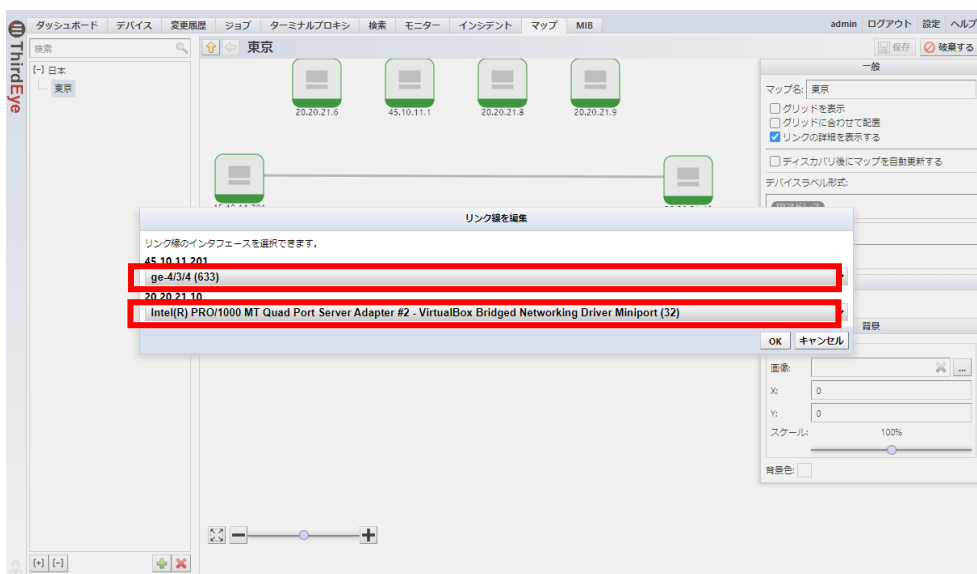 ThirdEye
ダッシュボード デバイス 変更履歴 ジョブ ターミナルプロキシ 検索 モニター インシデント マップ MIB
admin ログアウト 設定 ヘルプ
検索
東京
保存 破棄する
[-] 日本
東京
20.20.21.6 45.10.11.1 20.20.21.8 20.20.21.9
一般
マップ名: 東京
グリッドを表示
グリッドに合わせて配置
リンクの詳細を表示する
ディスカバリ後にマップを自動更新する
デバイスラベル形式:
リンク線を編集
リンク線のインタフェースを選択できます。
45.10.11.201
ge-4/3/4 (633)
20.20.21.10
Intel(R) PRO/1000 MT Quad Port Server Adapter #2 - VirtualBox Bridged Networking Driver Miniport (32)
OK キャンセル
背景
画像: ...
X: 0
Y: 0
スケール: 100%
背景色:
[+] [-]